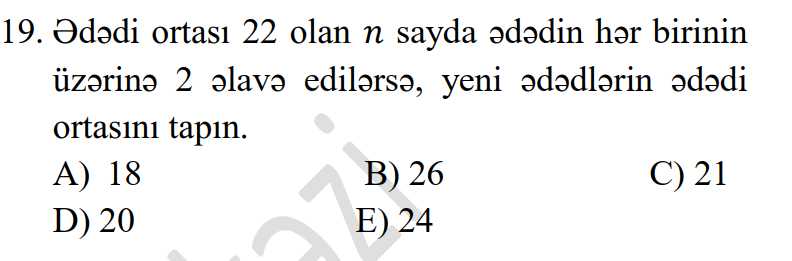 19. Ədədi ortası 22 olan n sayda ədədin hər birinin
üzərinə 2 əlavə edilərsə, yeni ədədlərin ədədi
ortasını tapın.
A) 18 B) 26 C) 21
D) 20 E) 24